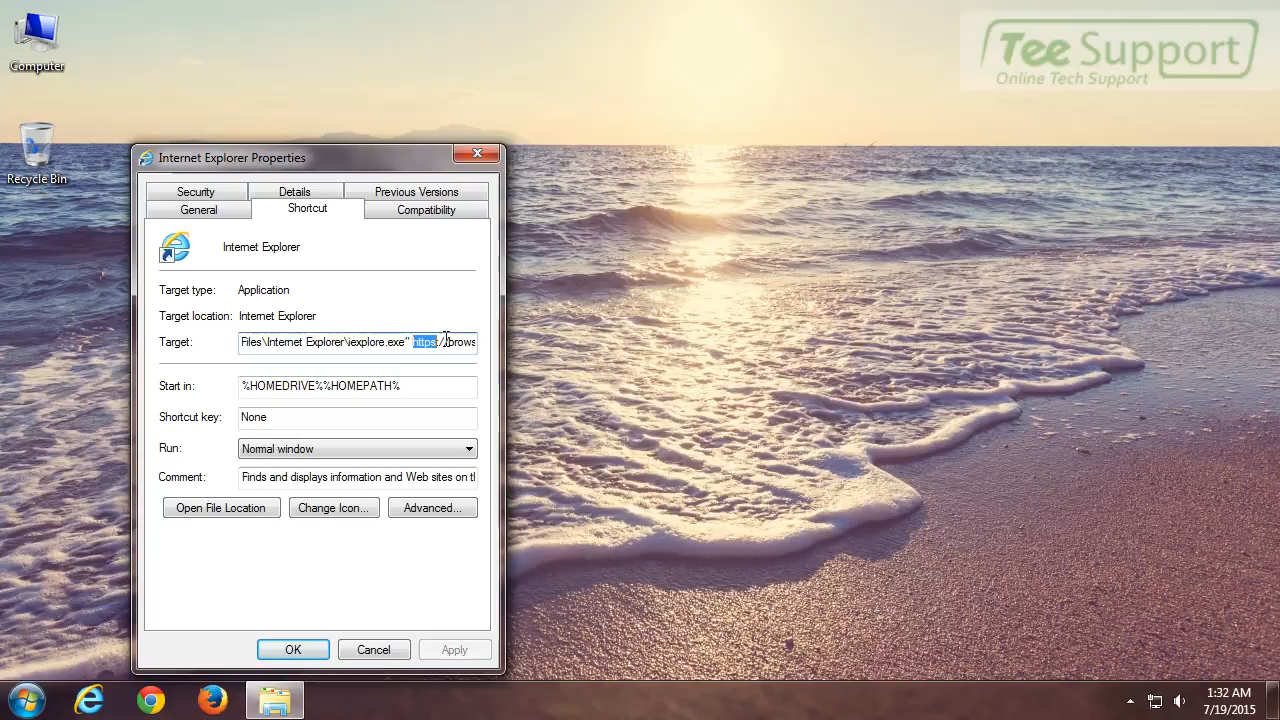 Computer
Tee Support
Online Tech Support
Recycle Bin
Internet Explorer Properties
Security
Details
Previous Versions
General
Shortcut
Compatibility
Internet Explorer
Target type:
Application
Target location:
Internet Explorer
Target:
Files\Internet Explorer\iexplore.exe" https:/
brows
Start in:
%HOMEDRIVE%%HOMEPATH%
Shortcut key:
None
Run:
Normal window
Comment:
Finds and displays information and Web sites on th
Open File Location
Change Icon...
Advanced...
OK
Cancel
Apply
1:32 AM
7/19/2015